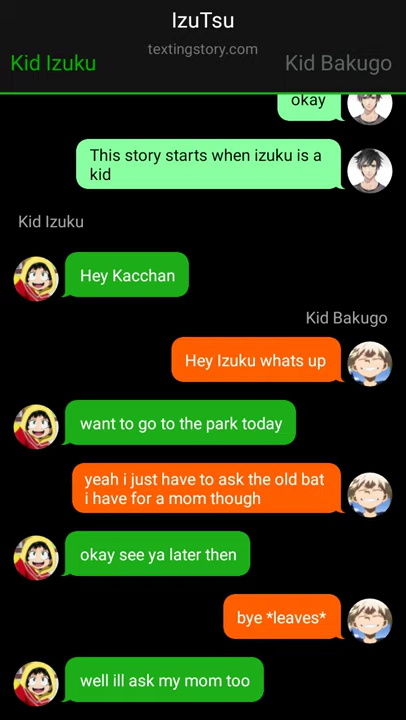 IzuTsu
textingstory.com
Kid Izuku
Kid Bakugo
okay
This story starts when izuku is a
kid
Kid Izuku
Hey Kacchan
Kid Bakugo
Hey Izuku whats up
want to go to the park today
yeah i just have to ask the old bat
i have for a mom though
okay see ya later then
bye *leaves*
well ill ask my mom too